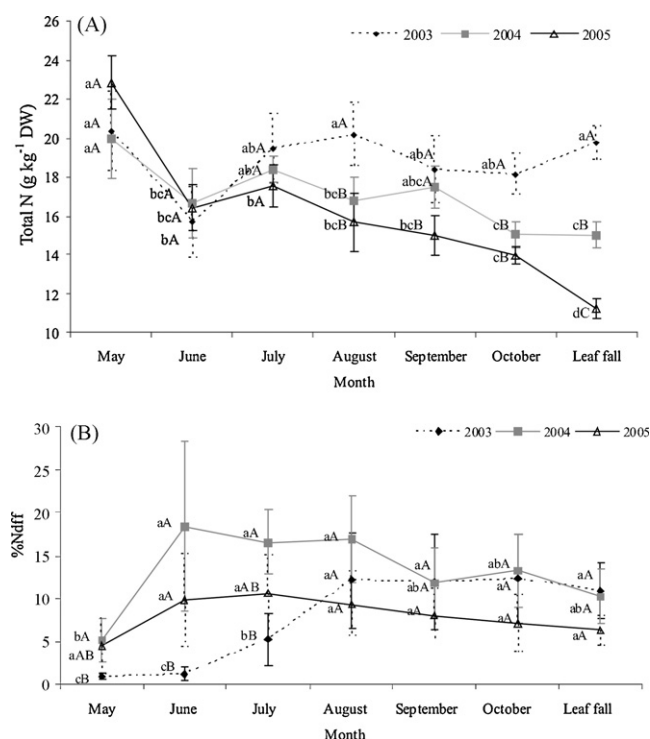 (A)
2003 2004 2005
Total N (g kg⁻¹ DW)
26
24
22
20
18
16
14
12
10
aA
aA
aA
bcA
bcA
bA
abA
abA
bA
aA
bcB
bcB
abA
abcA
bcB
abA
cB
cB
aA
cB
dC
May June July August September October Leaf fall
Month
(B)
2003 2004 2005
%Ndff
30
25
20
15
10
5
0
bA
aAB
cB
aA
aA
cB
aA
aAB
bB
aA
aA
aA
aA
abA
aA
abA
aA
aA
aA
abA
aA
May June July August September October Leaf fall
Month